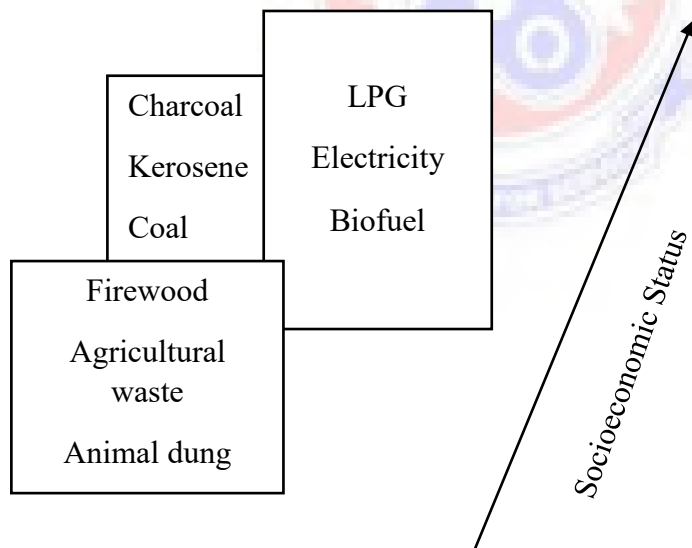 Charcoal
Kerosene
Coal
LPG
Electricity
Biofuel
Firewood
Agricultural
waste
Animal dung
Socioeconomic Status